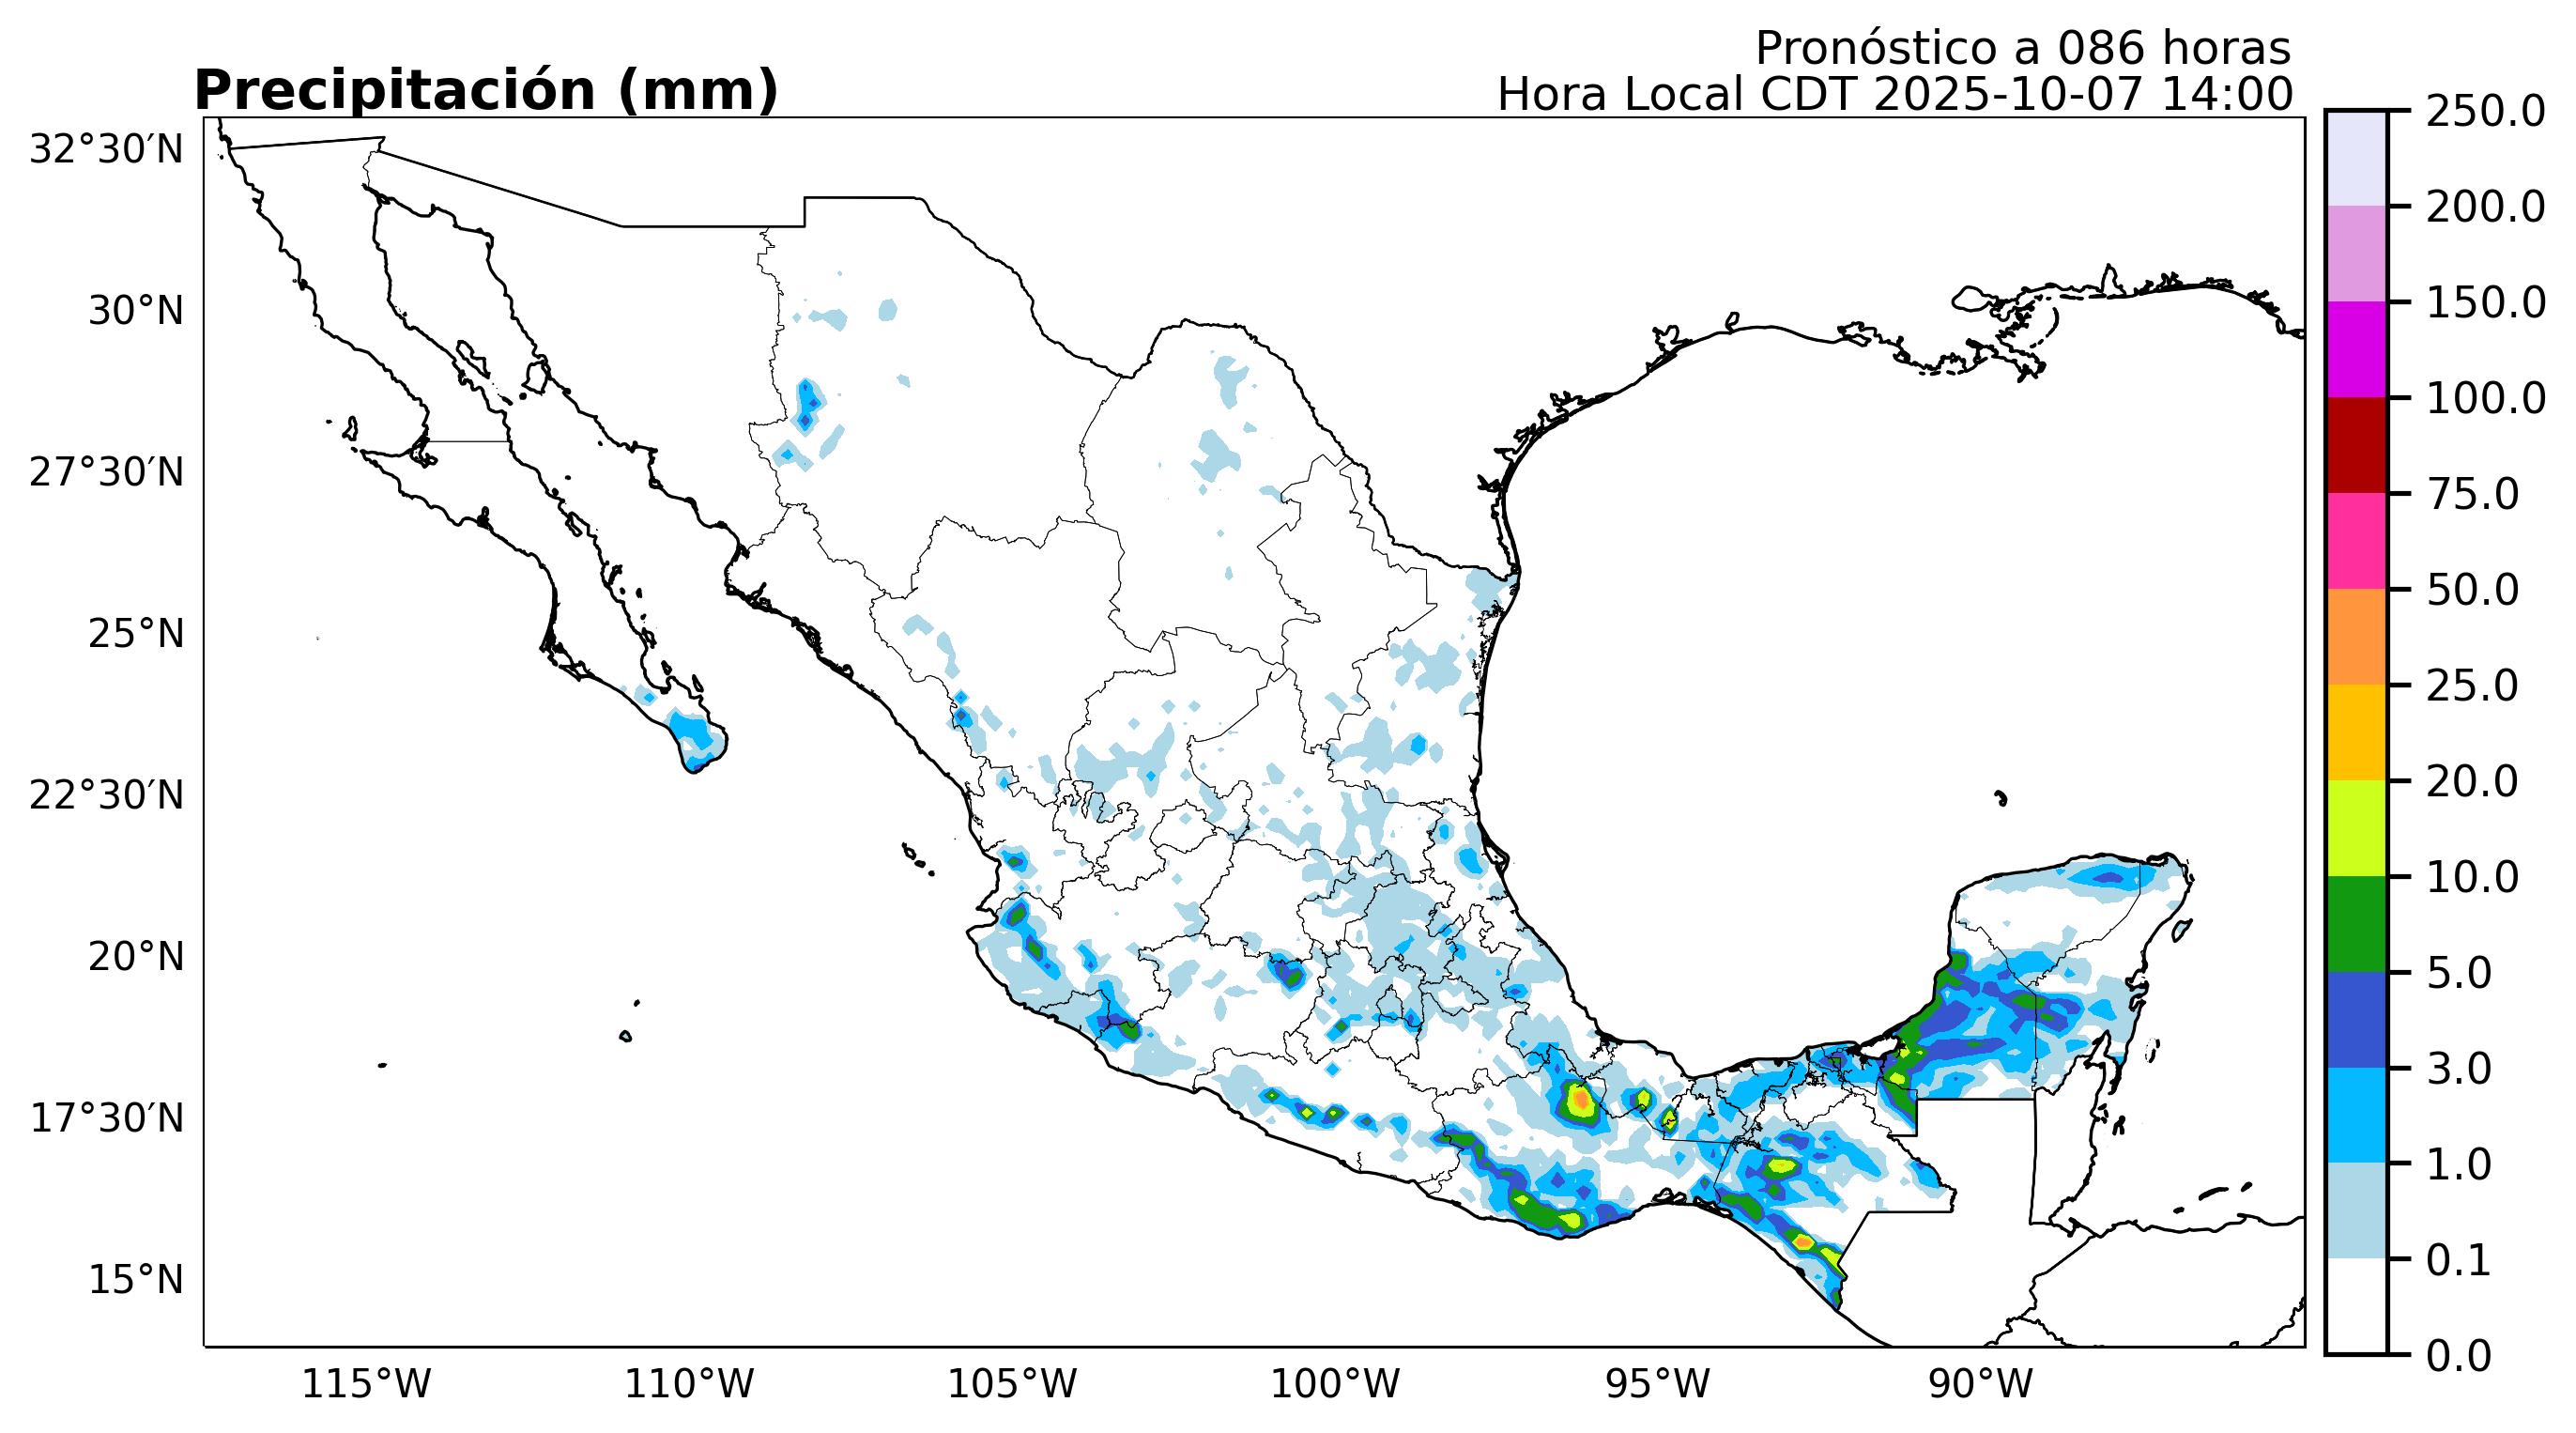 Pronóstico a 086 horas
Precipitación (mm)
Hora Local CDT 2025-10-07 14:00
32°30′N
30°N
27°30′N
25°N
22°30′N
20°N
17°30′N
15°N
115°W
110°W
105°W
100°W
95°W
90°W
250.0
200.0
150.0
100.0
75.0
50.0
25.0
20.0
10.0
5.0
3.0
1.0
0.1
0.0